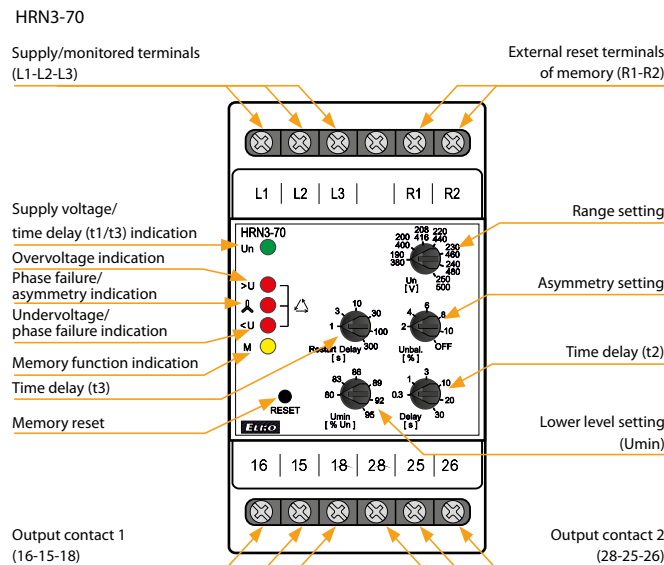 HRN3-70
Supply/monitored terminals
(L1-L2-L3)
External reset terminals
of memory (R1-R2)
L1 L2 L3 R1 R2
Supply voltage/
time delay (t1/t3) indication
Overvoltage indication
Phase failure/
asymmetry indication
Undervoltage/
phase failure indication
Memory function indication
Time delay (t3)
Memory reset
HRN3-70
Un
>U
<U
M
RESET
ELKO
190 380
200 400
208 416
220 440
230 460
240 480
250 500
Un
[V]
1 3 10 30 100 300
Restart Delay
[s]
2 4 6 8 10 OFF
Unbal.
[%]
80 83 86 89 92 95
Umin
[% Un]
0.3 1 3 10 20 30
Delay
[s]
Range setting
Asymmetry setting
Time delay (t2)
Lower level setting
(Umin)
16 15 18 28 25 26
Output contact 1
(16-15-18)
Output contact 2
(28-25-26)